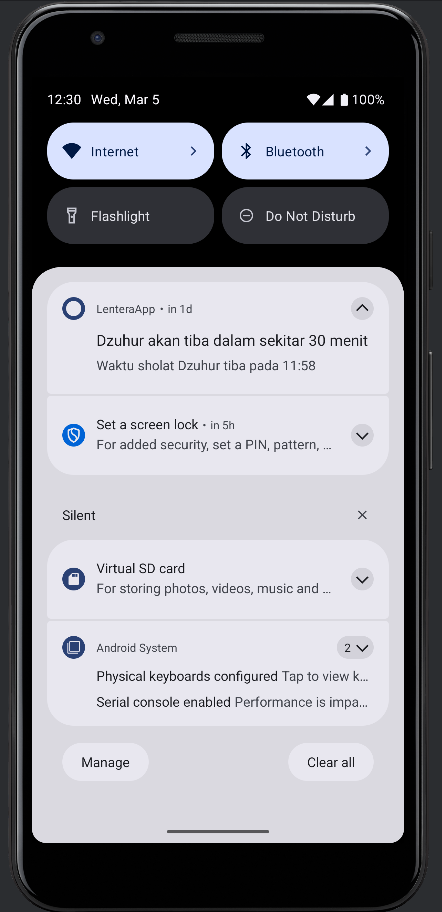 12:30 Wed, Mar 5 100%
Internet Bluetooth
Flashlight Do Not Disturb
LenteraApp • in 1d
Dzuhur akan tiba dalam sekitar 30 menit
Waktu sholat Dzuhur tiba pada 11:58
Set a screen lock • in 5h
For added security, set a PIN, pattern, …
Silent
Virtual SD card
For storing photos, videos, music and …
Android System 2
Physical keyboards configured Tap to view k…
Serial console enabled Performance is impa…
Manage Clear all